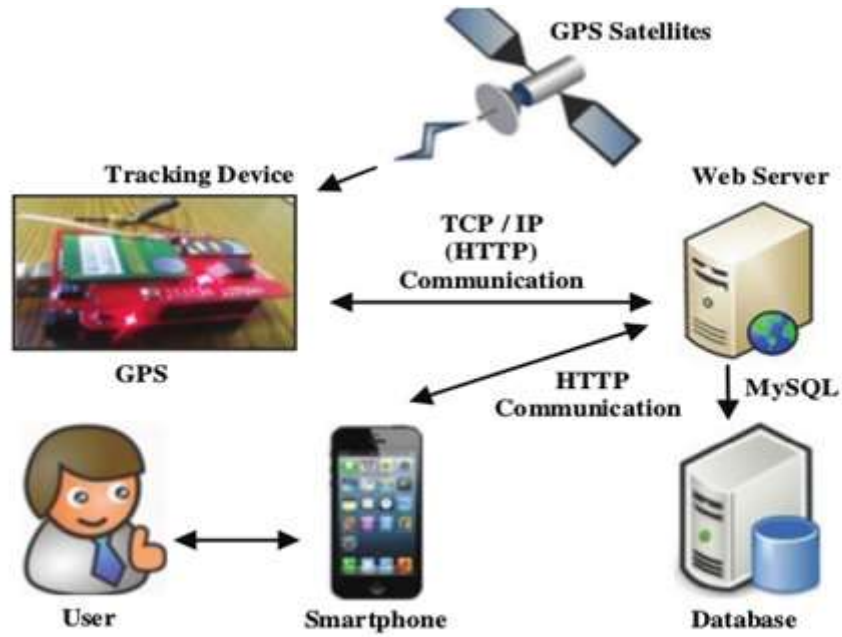 GPS Satellites
Tracking Device
Web Server
TCP / IP
(HTTP)
Communication
GPS
HTTP
Communication
MySQL
User
Smartphone
Database